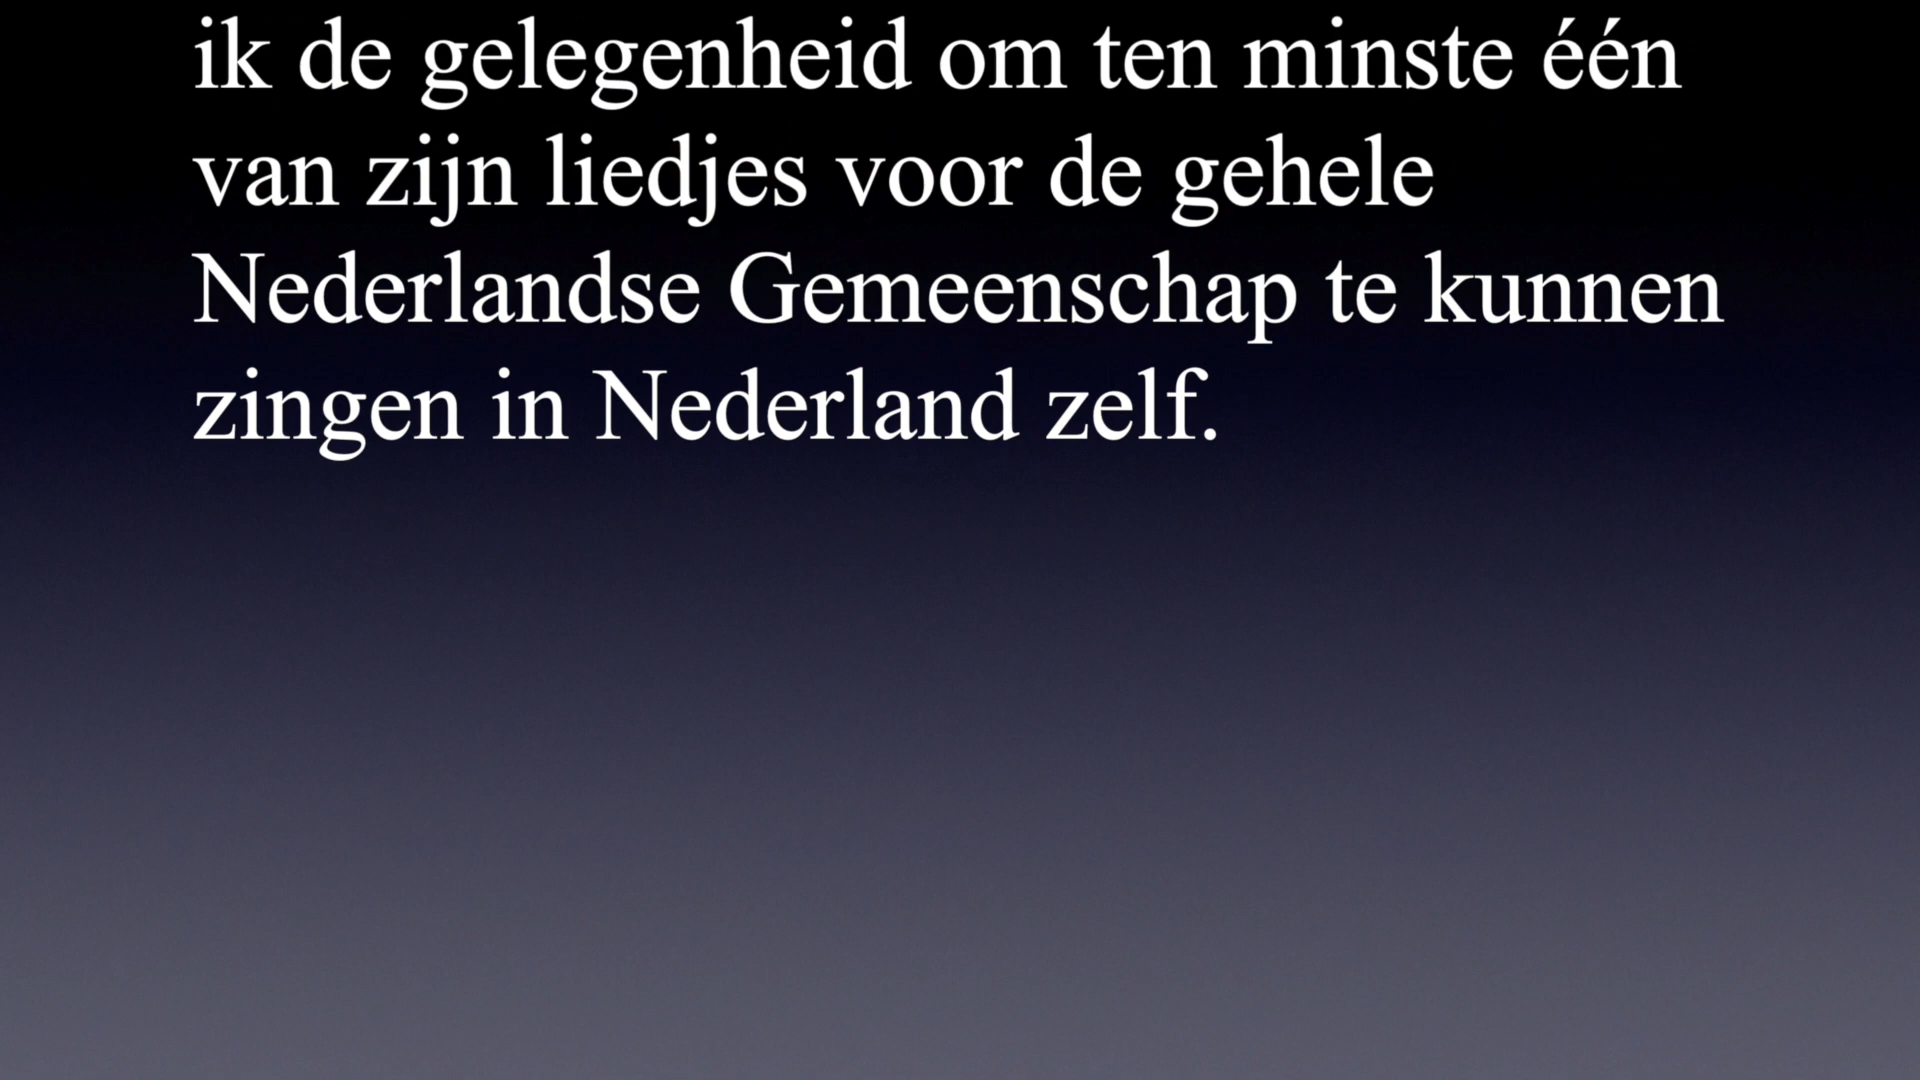 ik de gelegenheid om ten minste één
van zijn liedjes voor de gehele
Nederlandse Gemeenschap te kunnen
zingen in Nederland zelf.